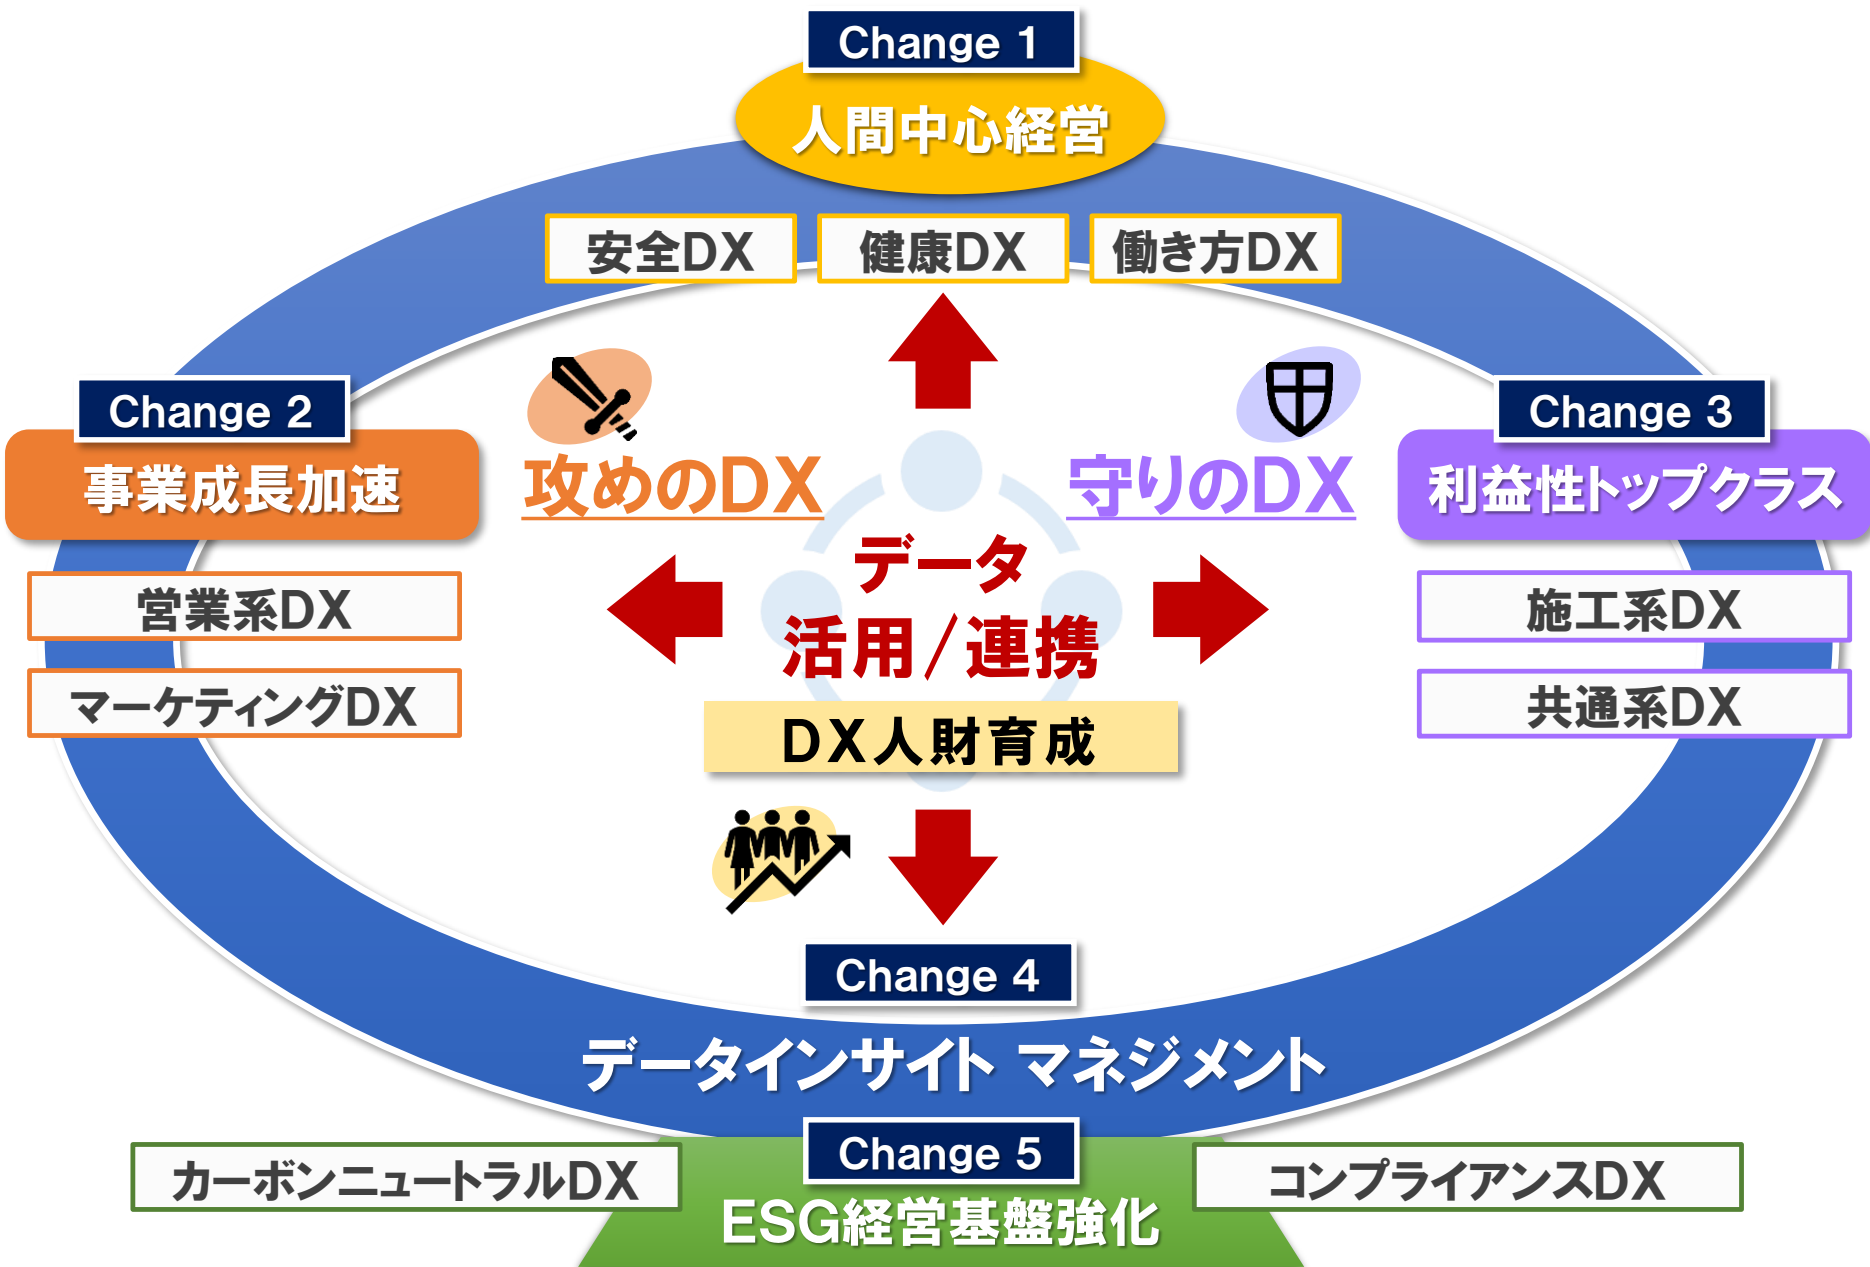 Change 1
人間中心経営
安全DX
健康DX
働き方DX
Change 2
事業成長加速
営業系DX
マーケティングDX
攻めのDX
守りのDX
Change 3
利益性トップクラス
施工系DX
共通系DX
データ
活用/連携
DX人財育成
Change 4
データインサイト マネジメント
Change 5
ESG経営基盤強化
カーボンニュートラルDX
コンプライアンスDX